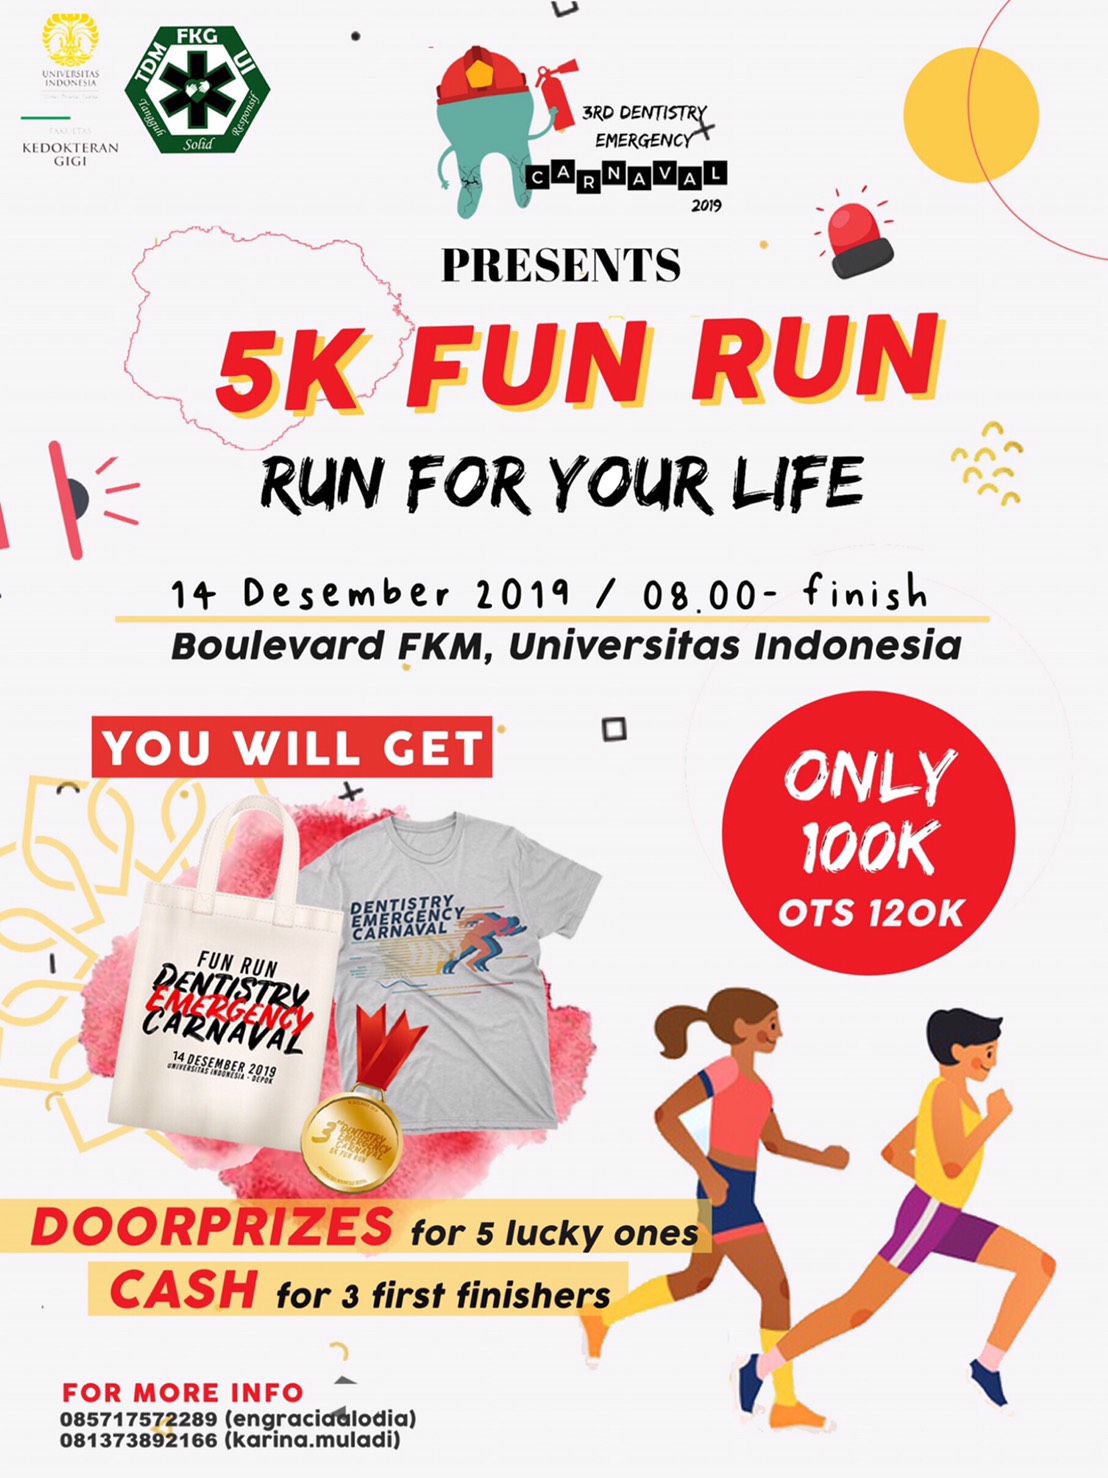 UNIVERSITAS
INDONESIA
FAKULTAS
KEDOKTERAN
GIGI
TDM FKG UI
Tangguh Solid Responsif
3RD DENTISTRY
EMERGENCY
CARNAVAL
2019
PRESENTS
5K FUN RUN
RUN FOR YOUR LIFE
14 Desember 2019 / 08.00- finish
Boulevard FKM, Universitas Indonesia
YOU WILL GET
ONLY
100K
OTS 120K
FUN RUN
DENTISTRY
EMERGENCY
CARNAVAL
14 DESEMBER 2019
UNIVERSITAS INDONESIA - DEPOK
DENTISTRY
EMERGENCY
CARNAVAL
3
DENTISTRY
EMERGENCY
CARNAVAL
5K FUN RUN
DOORPRIZES for 5 lucky ones
CASH for 3 first finishers
FOR MORE INFO
085717572289 (engraciaalodia)
081373892166 (karina.muladi)